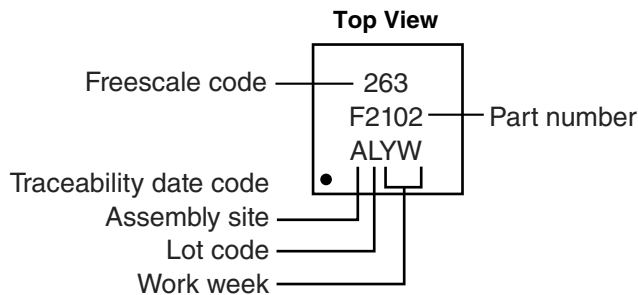 Top View
Freescale code
263
F2102
Part number
ALYW
Traceability date code
Assembly site
Lot code
Work week